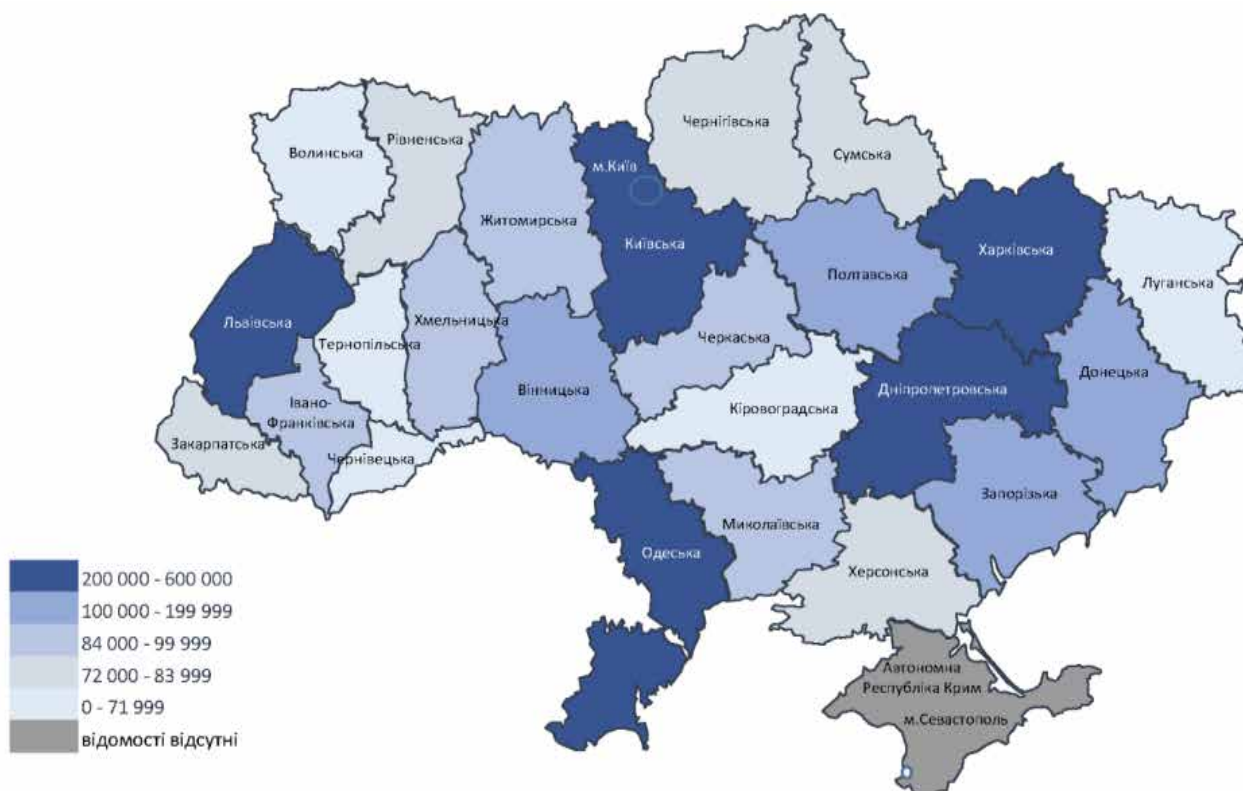 Чернігівська
Сумська
Волинська
Рівненська
м.Київ
Житомирська
Київська
Полтавська
Харківська
Луганська
Львівська
Тернопільська
Хмельницька
Черкаська
Вінницька
Дніпропетровська
Донецька
Івано-
Франківська
Кіровоградська
Закарпатська
Чернівецька
Запорізька
Миколаївська
Одеська
Херсонська
Автономна
Республіка Крим
м.Севастополь
200 000 - 600 000
100 000 - 199 999
84 000 - 99 999
72 000 - 83 999
0 - 71 999
відомості відсутні